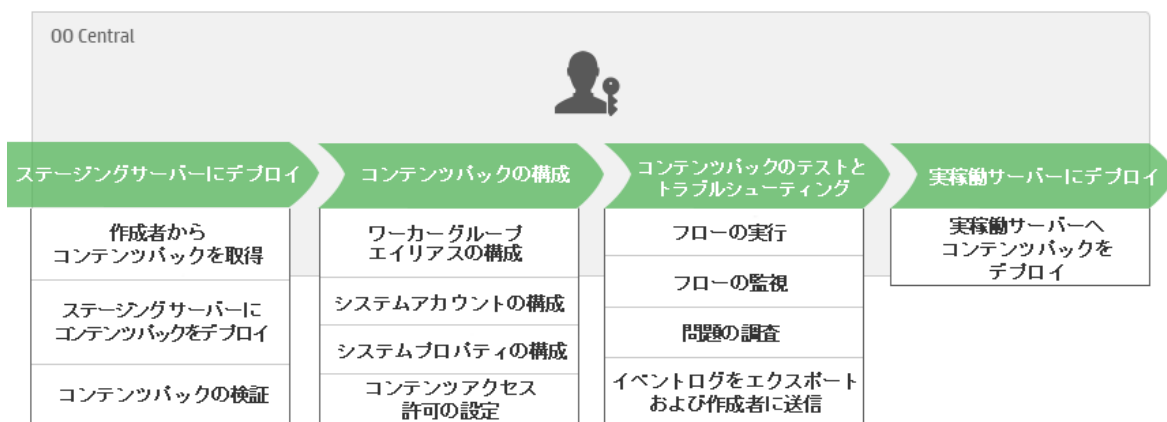 OO Central
ステージングサーバーにデプロイ
コンテンツパックの構成
コンテンツパックのテストと
トラブルシューティング
実稼働サーバーにデプロイ
作成者から
コンテンツパックを取得
ステージングサーバーに
コンテンツパックをデプロイ
コンテンツパックの検証
ワーカーグループ
エイリアスの構成
システムアカウントの構成
システムプロパティの構成
コンテンツアクセス
許可の設定
フローの実行
フローの監視
問題の調査
イベントログをエクスポート
および作成者に送信
実稼働サーバーへ
コンテンツパックを
デプロイ